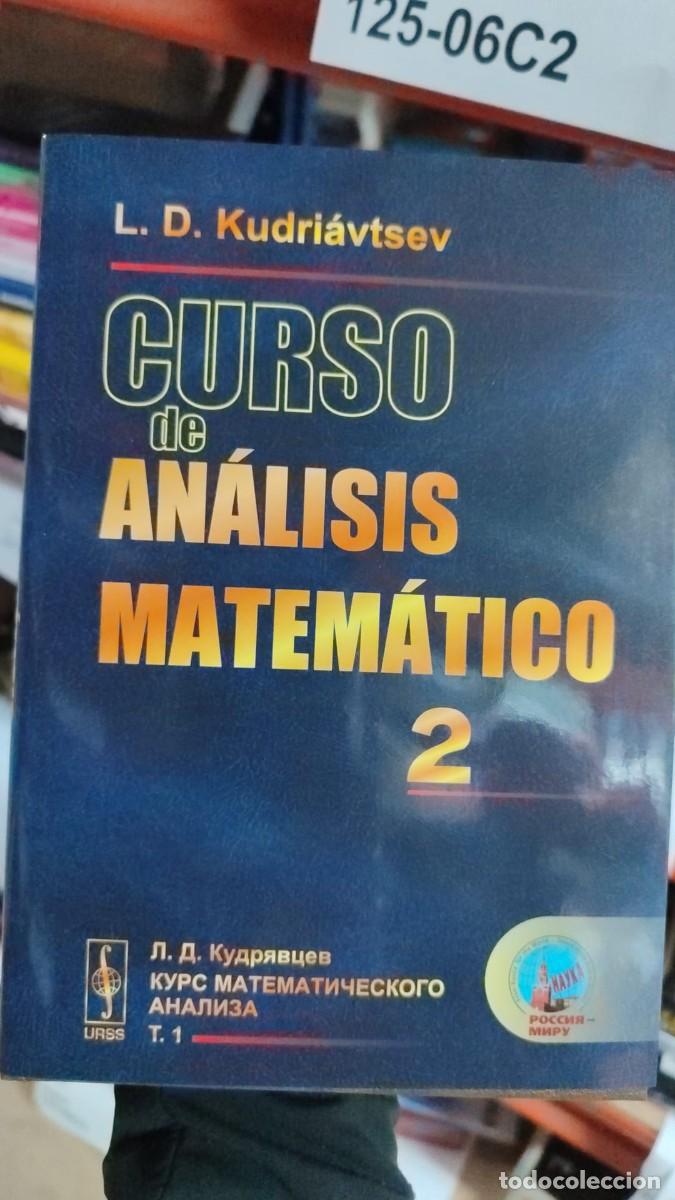 125-06C2
L. D. Kudriávtsev
CURSO
de
ANÁLISIS
MATEMÁTICO
2
Л. Д. Кудрявцев
КУРС МАТЕМАТИЧЕСКОГО
АНАЛИЗА
Т. 1
URSS
НАУКА
РОССИЯ–
МИРУ
todocoleccion